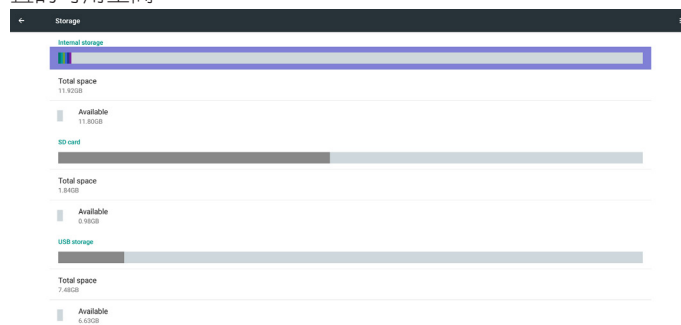 Storage
Internal storage
Total space
11.92GB
Available
11.80GB
SD card
Total space
1.84GB
Available
0.98GB
USB storage
Total space
7.48GB
Available
6.63GB